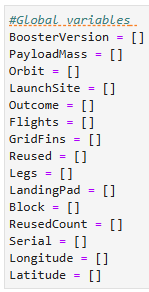 #Global variables
BoosterVersion = []
PayloadMass = []
Orbit = []
LaunchSite = []
Outcome = []
Flights = []
GridFins = []
Reused = []
Legs = []
LandingPad = []
Block = []
ReusedCount = []
Serial = []
Longitude = []
Latitude = []